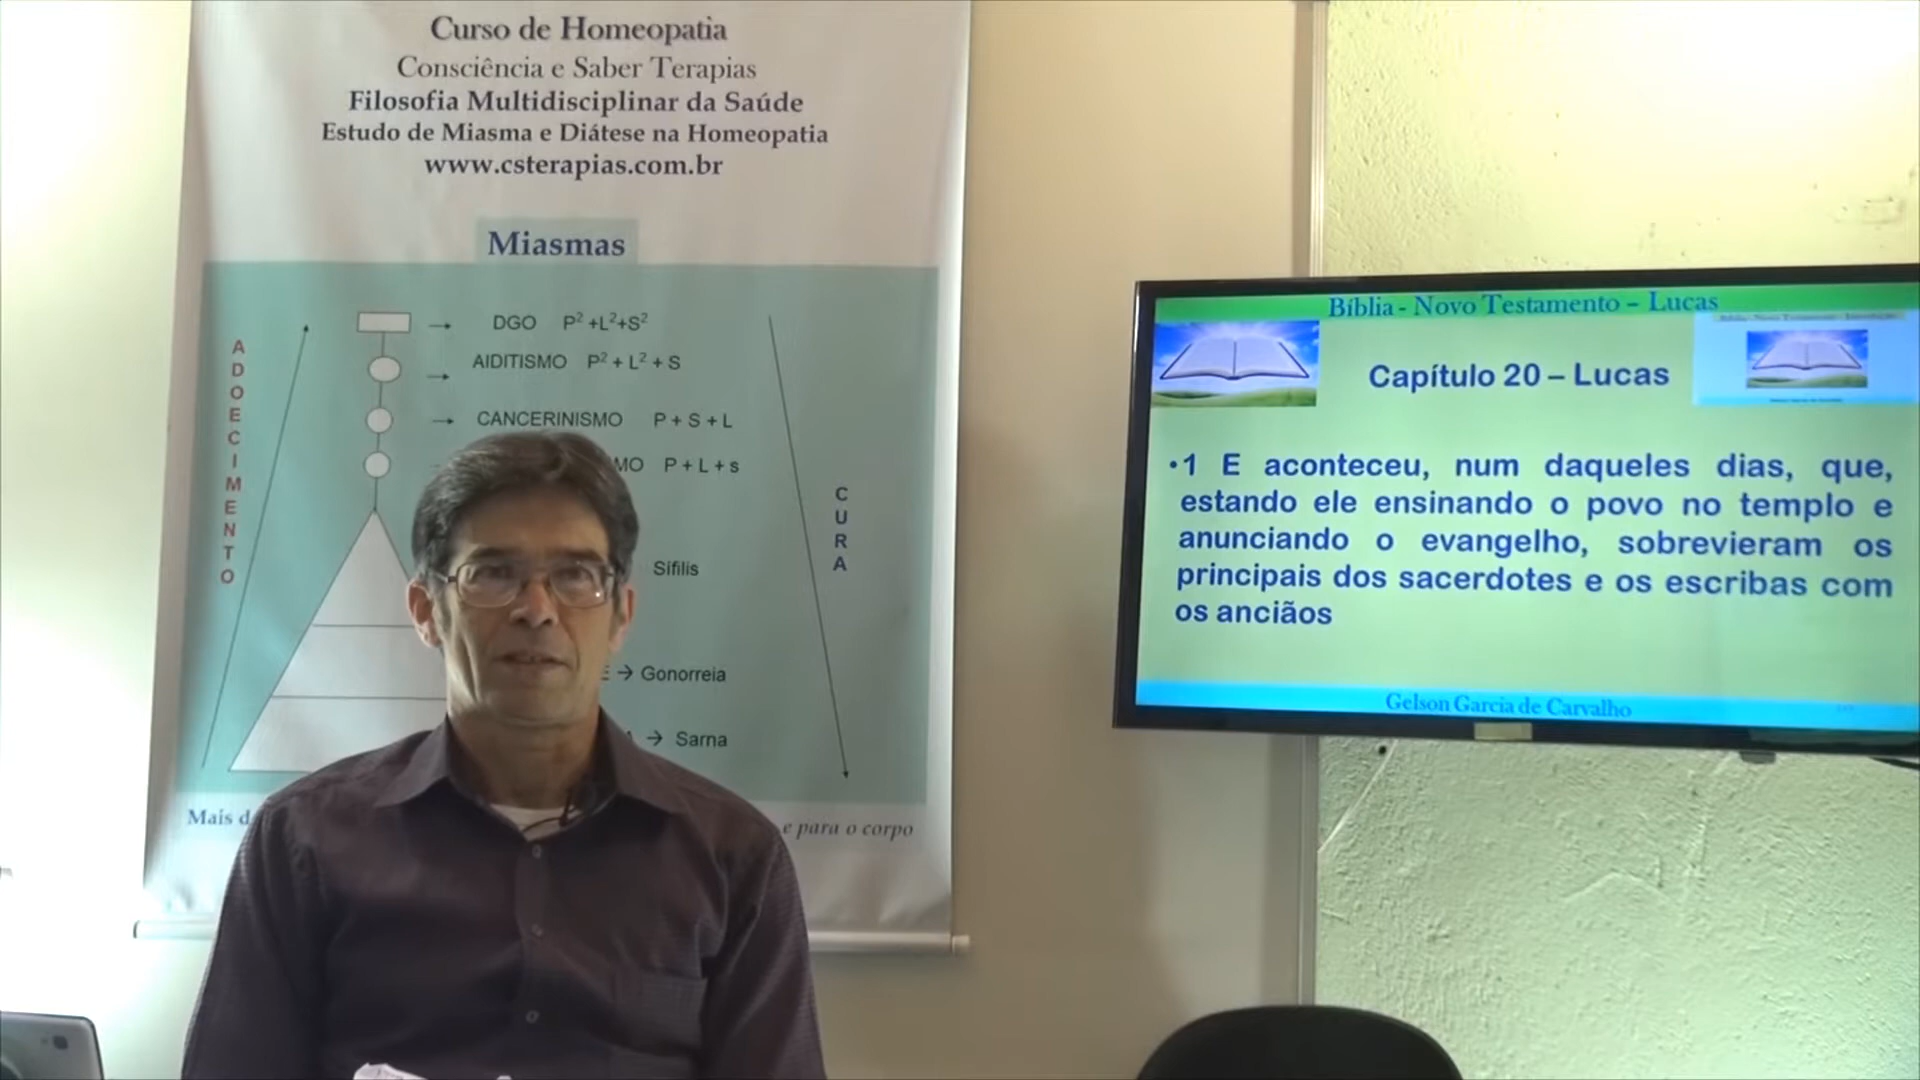 Curso de Homeopatia
Consciência e Saber Terapias
Filosofia Multidisciplinar da Saúde
Estudo de Miasma e Diátese na Homeopatia
www.csterapias.com.br
Miasmas
ADOECIMENTO
DGO P² +L²+S²
AIDITISMO P² + L² + S
CANCERINISMO P + S + L
MO P + L + s
Sífilis
E → Gonorreia
A → Sarna
CURA
Mais d
e para o corpo
Bíblia - Novo Testamento – Lucas
Capítulo 20 – Lucas
•1 E aconteceu, num daqueles dias, que,
estando ele ensinando o povo no templo e
anunciando o evangelho, sobrevieram os
principais dos sacerdotes e os escribas com
os anciãos
Gelson Garcia de Carvalho